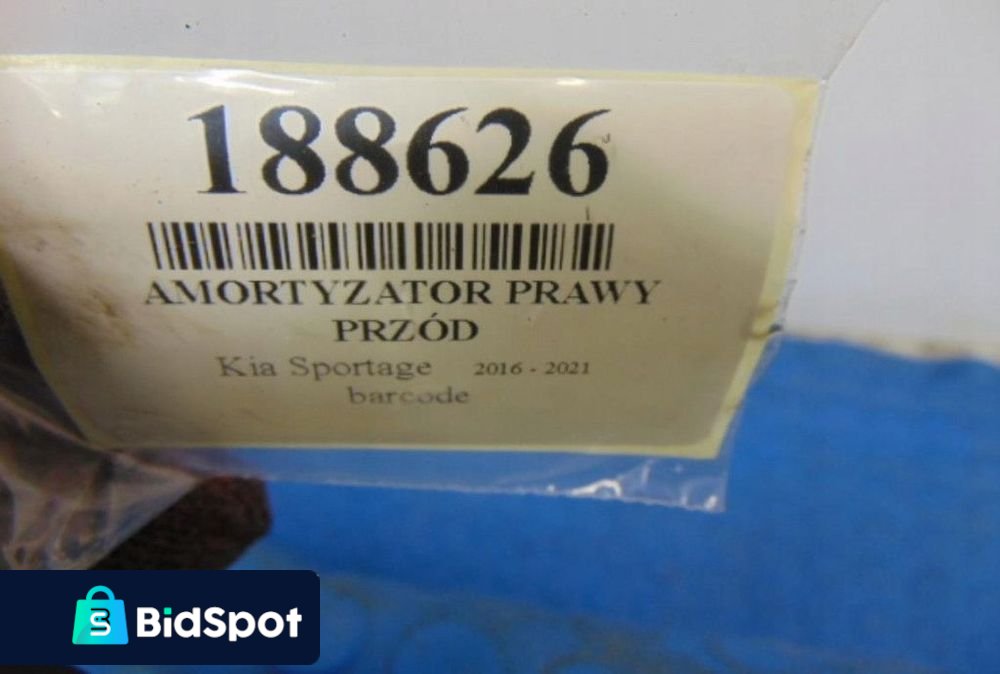 188626
AMORTYZATOR PRAWY
PRZÓD
Kia Sportage 2016 - 2021
barcode
BidSpot